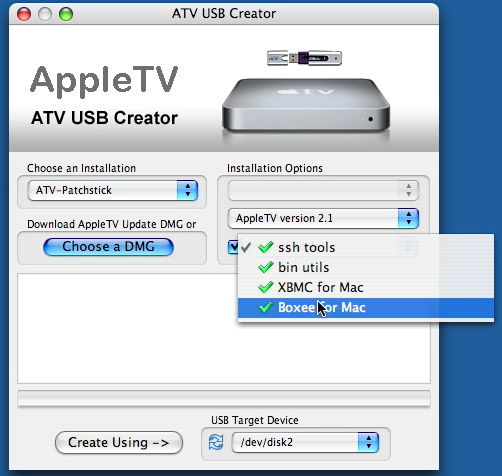 ATV USB Creator
AppleTV
ATV USB Creator
tv
Choose an Installation
Installation Options
ATV-Patchstick
AppleTV version 2.1
Download AppleTV Update DMG or
Choose a DMG
ssh tools
bin utils
XBMC for Mac
Boxee for Mac
USB Target Device
Create Using ->
/dev/disk2